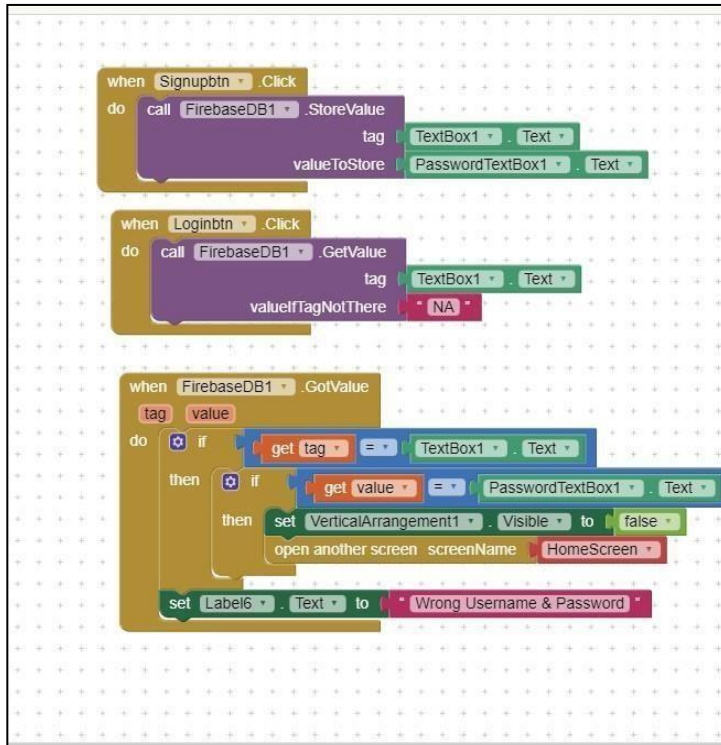 when Signupbtn .Click
do call FirebaseDB1 .StoreValue
tag TextBox1 . Text
valueToStore PasswordTextBox1 . Text
when Loginbtn .Click
do call FirebaseDB1 .GetValue
tag TextBox1 . Text
valueIfTagNotThere " NA "
when FirebaseDB1 .GotValue
tag value
do if get tag = TextBox1 . Text
then if get value = PasswordTextBox1 . Text
then set VerticalArrangement1 . Visible to false
open another screen screenName HomeScreen
set Label6 . Text to " Wrong Username & Password "